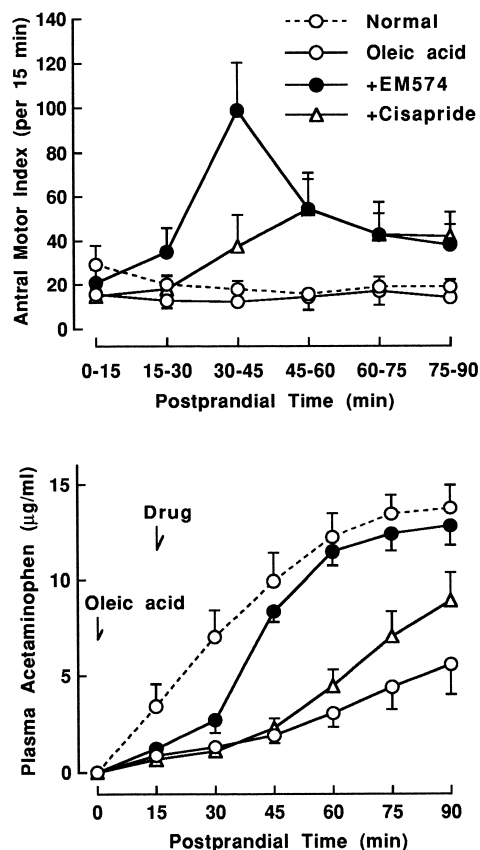 Antral Motor Index (per 15 min)
140
120
100
80
60
40
20
0
Normal
Oleic acid
+EM574
+Cisapride
0-15 15-30 30-45 45-60 60-75 75-90
Postprandial Time (min)
Plasma Acetaminophen (µg/ml)
15
10
5
0
Drug
Oleic acid
0 15 30 45 60 75 90
Postprandial Time (min)